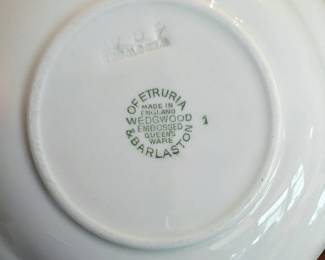 OF ETRURIA
MADE IN
ENGLAND
WEDGWOOD
EMBOSSED
QUEENS
WARE
& BARLASTON
1